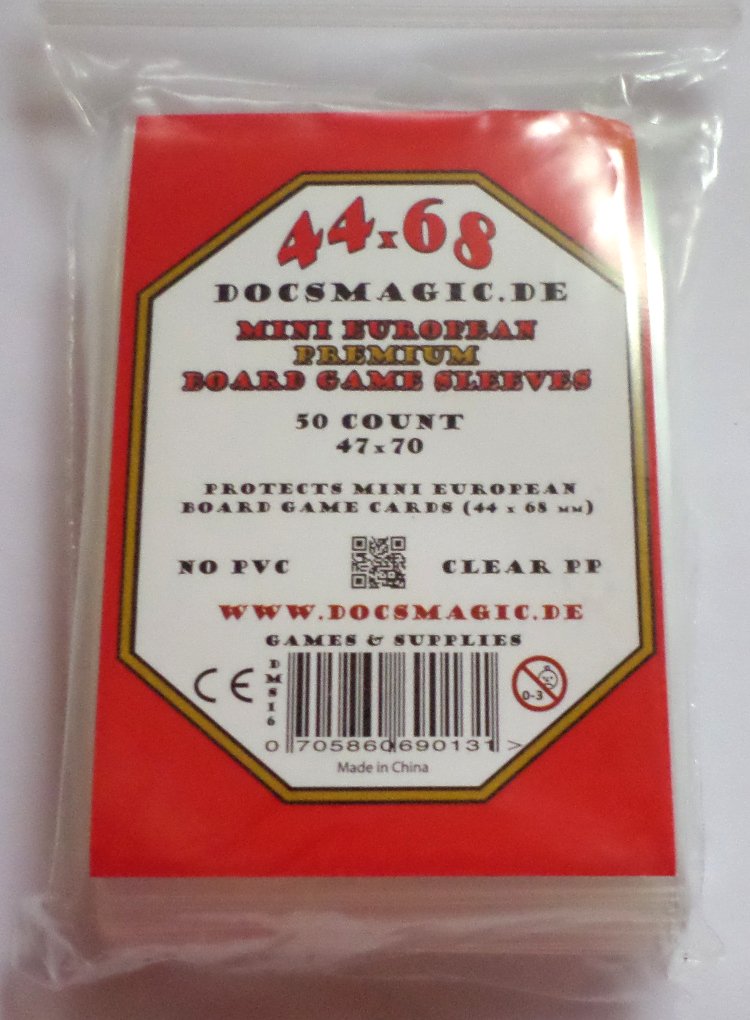 44x68
DOCSMAGIC.DE
MINI EUROPEAN
PREMIUM
BOARD GAME SLEEVES
50 COUNT
47x70
PROTECTS MINI EUROPEAN
BOARD GAME CARDS (44 x 68 MM)
NO PVC CLEAR PP
WWW.DOCSMAGIC.DE
GAMES & SUPPLIES
CE
DMS16
0-3
0 705860 690131 >
Made in China